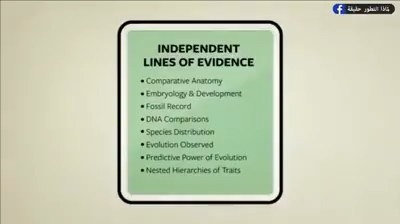 لماذا التطور حقيقة
INDEPENDENT
LINES OF EVIDENCE
• Comparative Anatomy
• Embryology & Development
• Fossil Record
• DNA Comparisons
• Species Distribution
• Evolution Observed
• Predictive Power of Evolution
• Nested Hierarchies of Traits